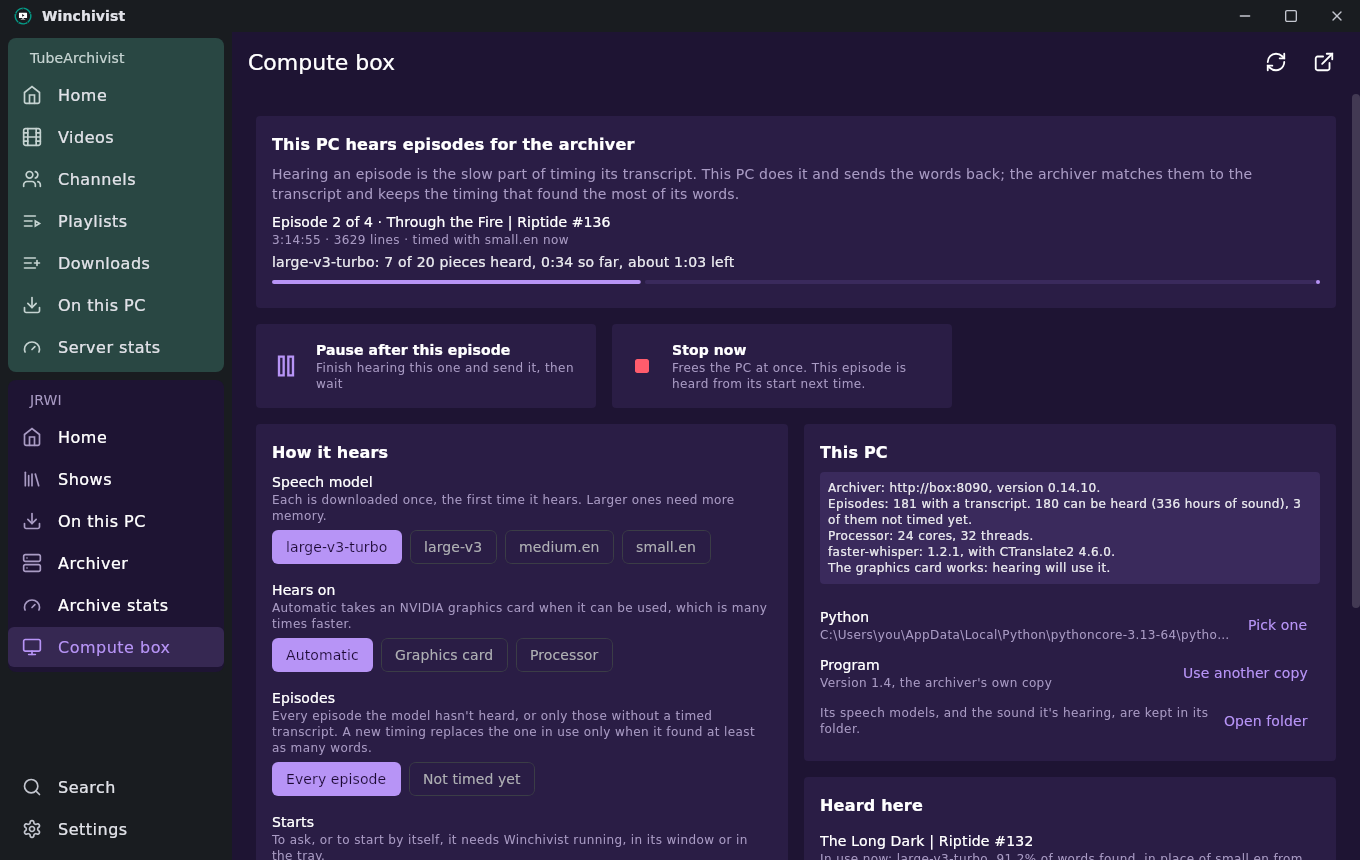 Winchivist
TubeArchivist
Home
Videos
Channels
Playlists
Downloads
On this PC
Server stats
JRWI
Home
Shows
On this PC
Archiver
Archive stats
Compute box
Search
Settings
Compute box
This PC hears episodes for the archiver
Hearing an episode is the slow part of timing its transcript. This PC does it and sends the words back; the archiver matches them to the
transcript and keeps the timing that found the most of its words.
Episode 2 of 4 · Through the Fire | Riptide #136
3:14:55 · 3629 lines · timed with small.en now
large-v3-turbo: 7 of 20 pieces heard, 0:34 so far, about 1:03 left
Pause after this episode
Finish hearing this one and send it, then
wait
Stop now
Frees the PC at once. This episode is
heard from its start next time.
How it hears
Speech model
Each is downloaded once, the first time it hears. Larger ones need more
memory.
large-v3-turbo
large-v3
medium.en
small.en
Hears on
Automatic takes an NVIDIA graphics card when it can be used, which is many
times faster.
Automatic
Graphics card
Processor
Episodes
Every episode the model hasn't heard, or only those without a timed
transcript. A new timing replaces the one in use only when it found at least
as many words.
Every episode
Not timed yet
Starts
To ask, or to start by itself, it needs Winchivist running, in its window or in
the tray.
This PC
Archiver: http://box:8090, version 0.14.10.
Episodes: 181 with a transcript. 180 can be heard (336 hours of sound), 3
of them not timed yet.
Processor: 24 cores, 32 threads.
faster-whisper: 1.2.1, with CTranslate2 4.6.0.
The graphics card works: hearing will use it.
Python
C:\Users\you\AppData\Local\Python\pythoncore-3.13-64\pytho...
Pick one
Program
Version 1.4, the archiver's own copy
Use another copy
Its speech models, and the sound it's hearing, are kept in its
folder.
Open folder
Heard here
The Long Dark | Riptide #132
In use now: large-v3-turbo, 91.2% of words found, in place of small.en from